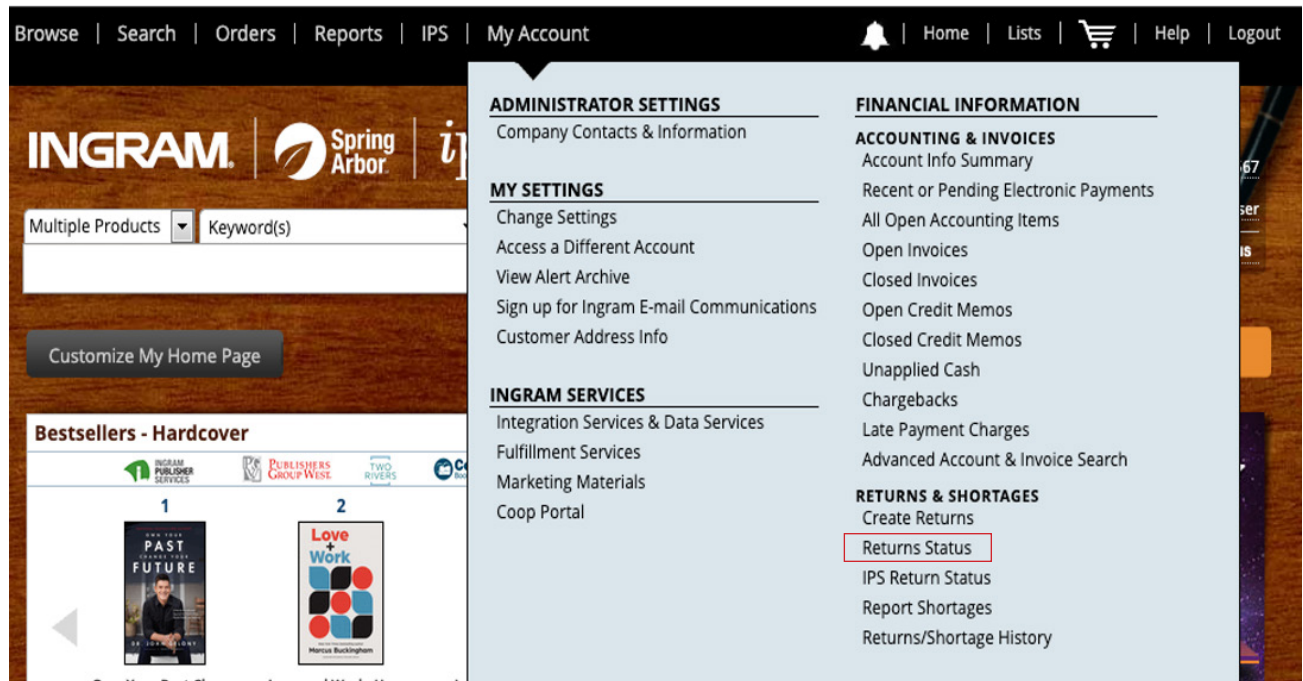 Browse | Search | Orders | Reports | IPS | My Account | Home | Lists | | Help | Logout
INGRAM. Spring Arbor
Multiple Products Keyword(s)
Customize My Home Page
Bestsellers - Hardcover
INGRAM PUBLISHER SERVICES
PUBLISHERS GROUP WEST
TWO RIVERS
1
2
OWN YOUR
PAST
CHANGE YOUR
FUTURE
DR. JOHN DELONY
Love
+
Work
Marcus Buckingham
ADMINISTRATOR SETTINGS
Company Contacts & Information
MY SETTINGS
Change Settings
Access a Different Account
View Alert Archive
Sign up for Ingram E-mail Communications
Customer Address Info
INGRAM SERVICES
Integration Services & Data Services
Fulfillment Services
Marketing Materials
Coop Portal
FINANCIAL INFORMATION
ACCOUNTING & INVOICES
Account Info Summary
Recent or Pending Electronic Payments
All Open Accounting Items
Open Invoices
Closed Invoices
Open Credit Memos
Closed Credit Memos
Unapplied Cash
Chargebacks
Late Payment Charges
Advanced Account & Invoice Search
RETURNS & SHORTAGES
Create Returns
Returns Status
IPS Return Status
Report Shortages
Returns/Shortage History